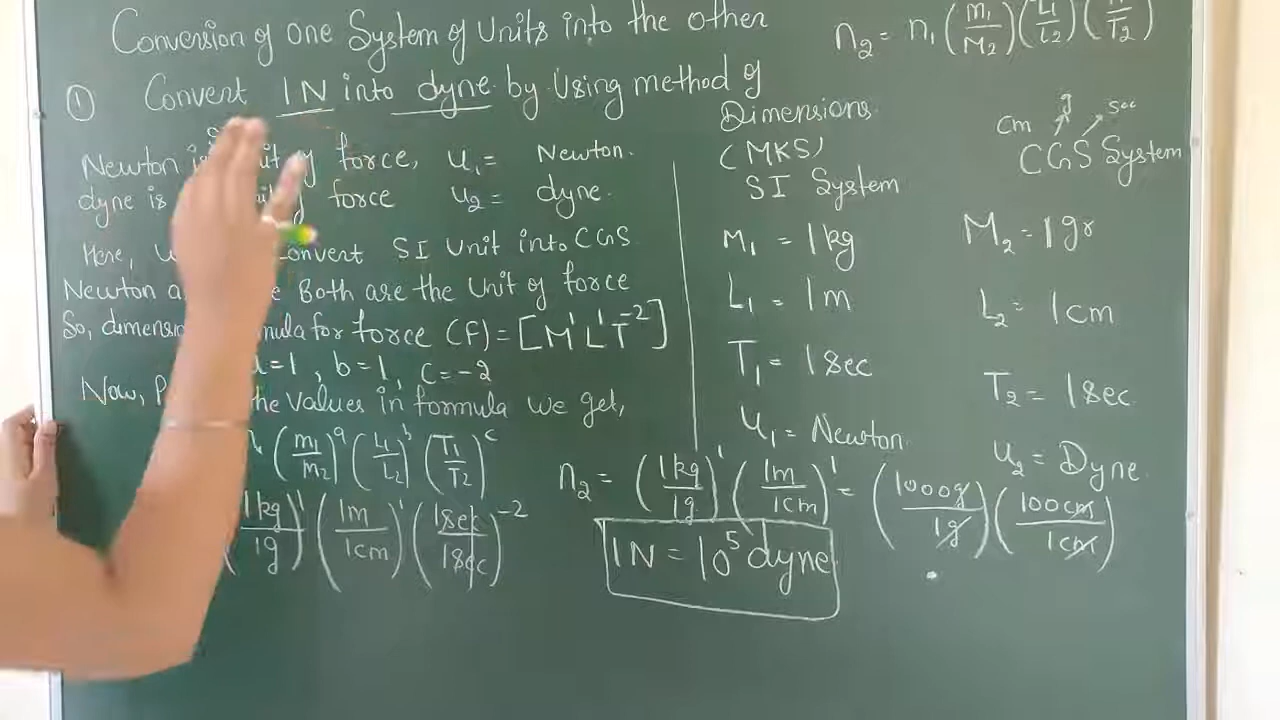 Conversion of one System of Units into the other
① Convert 1N into dyne by Using method of
Dimensions.
Newton is unit of force, u₁ = Newton.
dyne is unit of force u₂ = dyne.
Here, convert SI Unit into CGS
Newton Both are the Unit of force
So, formula for force (F) = [M¹L¹T⁻²]
=1, b=1, c=-2
Now, the values in formula we get,
(m₁/m₂)ᵃ (L₁/L₂)ᵇ (T₁/T₂)ᶜ
(1kg/1g)¹ (1m/1cm)¹ (1sec/1sec)⁻²
n₂ = n₁ (m₁/M₂) (L₁/L₂) (T₁/T₂)
(MKS)
SI System
M₁ = 1kg
L₁ = 1m
T₁ = 1sec
U₁ = Newton
cm g sec
CGS System
M₂ = 1gr
L₂ = 1cm
T₂ = 1sec
u₂ = Dyne
n₂ = (1kg/1g)¹ (1m/1cm)¹ = (1000g/1g) (100cm/1cm)
1N = 10⁵ dyne